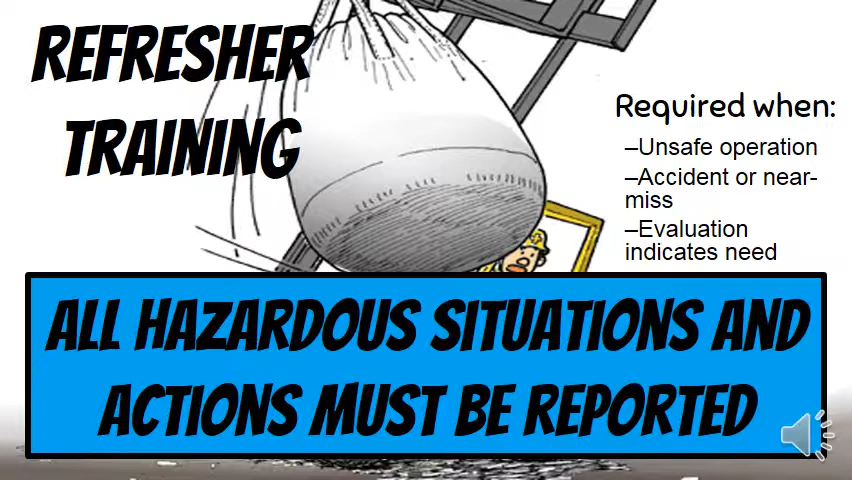 REFRESHER
TRAINING
Required when:
–Unsafe operation
–Accident or near-
miss
–Evaluation
indicates need
ALL HAZARDOUS SITUATIONS AND
ACTIONS MUST BE REPORTED